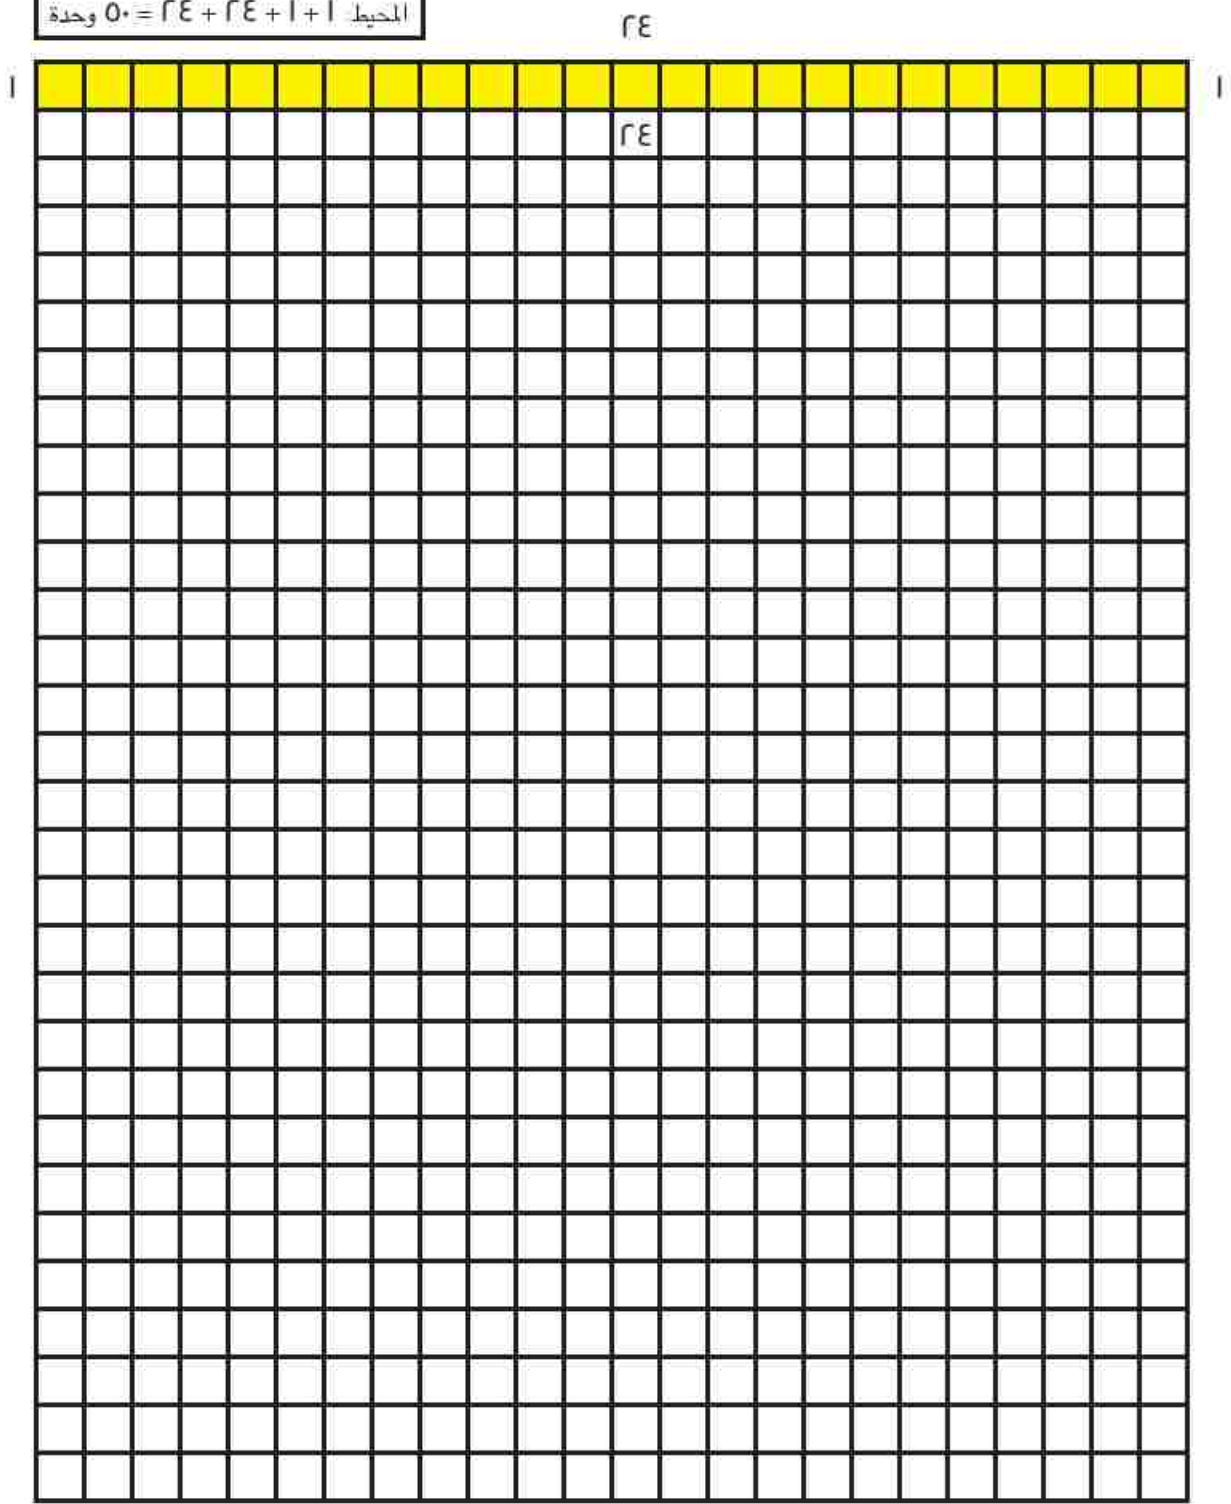 المحيط ١ + ١ + ٢٤ + ٢٤ = ٥٠ وحدة
٢٤
١
١
٢٤